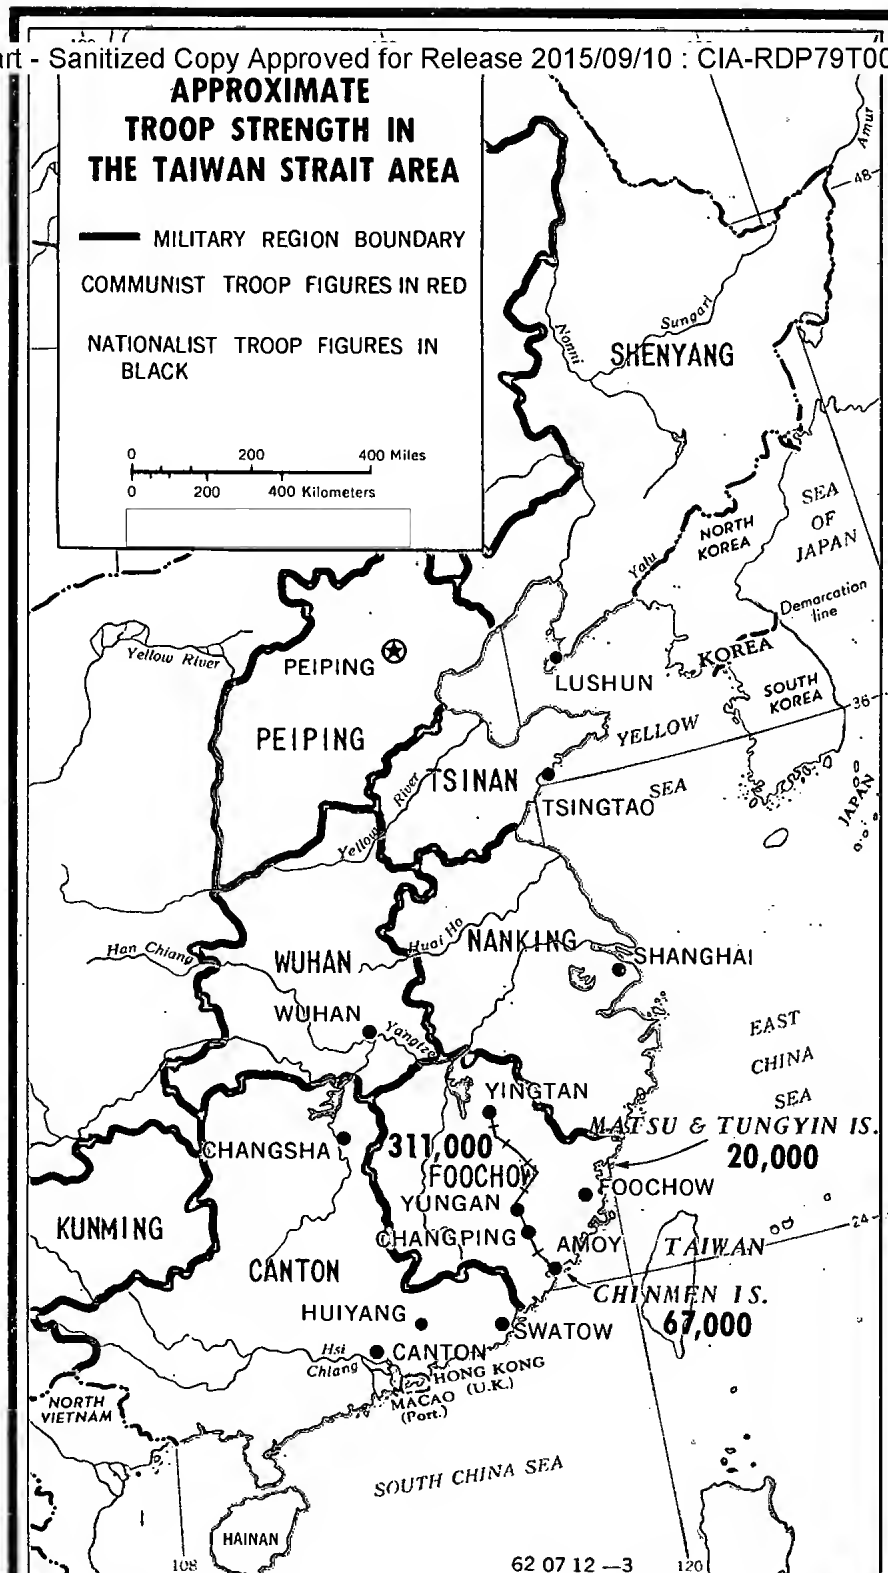 rt - Sanitized Copy Approved for Release 2015/09/10 : CIA-RDP79T00
APPROXIMATE
TROOP STRENGTH IN
THE TAIWAN STRAIT AREA
MILITARY REGION BOUNDARY
COMMUNIST TROOP FIGURES IN RED
NATIONALIST TROOP FIGURES IN
BLACK
0 200 400 Miles
0 200 400 Kilometers
Amur
48
Sungari
Nonni
SHENYANG
SEA
OF
JAPAN
NORTH
KOREA
Yalu
Demarcation
line
KOREA
Yellow River
PEIPING
LUSHUN
SOUTH
KOREA
36
PEIPING
YELLOW
SEA
TSINAN
Yellow River
TSINGTAO
JAPAN
Han Chiang
Huai Ho
NANKING
WUHAN
SHANGHAI
WUHAN
Yangtze
EAST
CHINA
SEA
YINGTAN
MATSU & TUNGYIN IS.
20,000
CHANGSHA
311,000
FOOCHOW
FOOCHOW
YUNGAN
KUNMING
CHANGPING
AMOY
TAIWAN
24
CANTON
CHINMEN IS.
67,000
HUIYANG
SWATOW
Hsi
Chiang
CANTON
HONG KONG
(U.K.)
MACAO
(Port.)
NORTH
VIETNAM
SOUTH CHINA SEA
HAINAN
108
62 07 12 —3
120